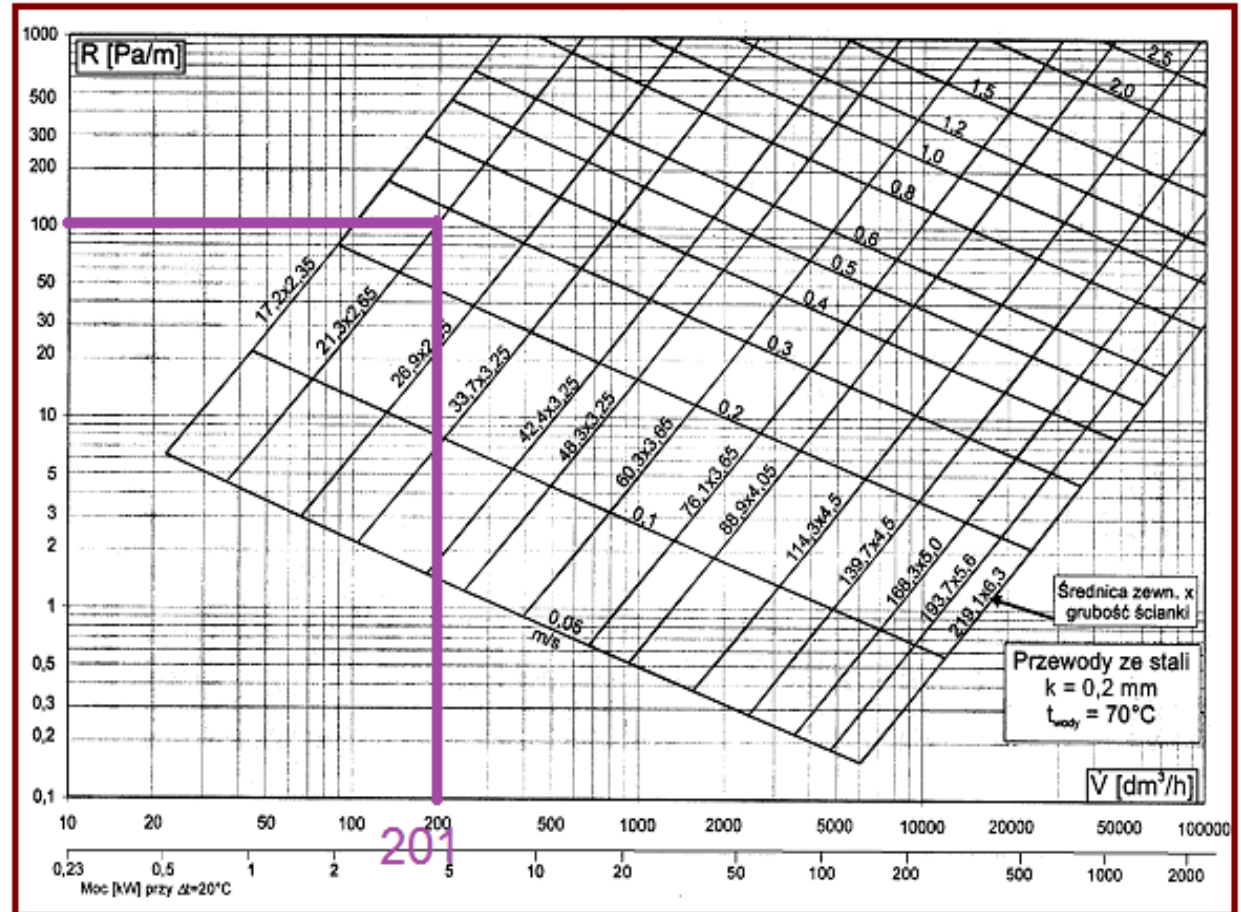 1000
R [Pa/m]
500
300
200
100
50
30
20
10
5
3
2
1
0,5
0,3
0,2
0,1
2,5
2,0
1,5
1,2
1,0
0,8
0,6
0,5
0,4
0,3
0,2
0,1
0,05
m/s
17,2x2,35
21,3x2,65
33,7x3,25
42,4x3,25
48,3x3,25
60,3x3,65
76,1x3,65
88,9x4,05
114,3x4,5
139,7x4,5
168,3x5,0
193,7x5,6
219,1x6,3
Średnica zewn. x
grubość ścianki
Przewody ze stali
k = 0,2 mm
twody = 70°C
V̇ [dm³/h]
10 20 50 100 200 500 1000 2000 5000 10000 20000 50000 100000
201
0,23 0,5 1 2 5 10 20 50 100 200 500 1000 2000
Moc [kW] przy Δt=20°C